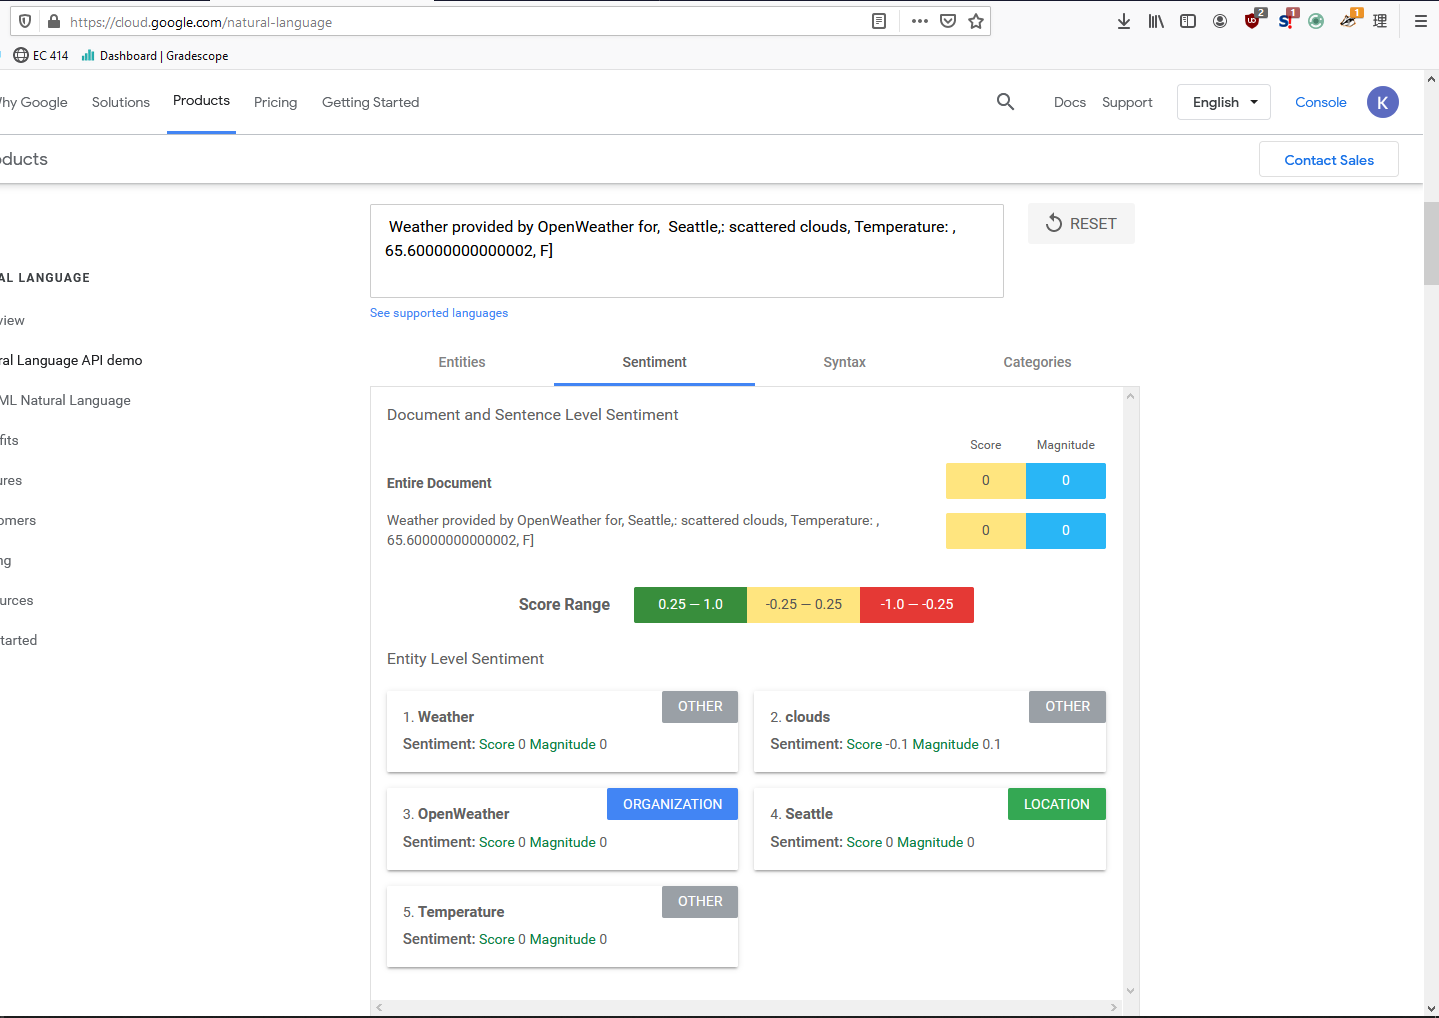 https://cloud.google.com/natural-language
2 1 1 理
EC 414 Dashboard | Gradescope
hy Google Solutions Products Pricing Getting Started Docs Support English Console K
oducts Contact Sales
Weather provided by OpenWeather for,  Seattle,: scattered clouds, Temperature: ,
65.60000000000002, F]
RESET
See supported languages
AL LANGUAGE
view
ral Language API demo
ML Natural Language
fits
ures
omers
ng
urces
tarted
Entities Sentiment Syntax Categories
Document and Sentence Level Sentiment
Score Magnitude
Entire Document 0 0
Weather provided by OpenWeather for, Seattle,: scattered clouds, Temperature: ,
65.60000000000002, F]
0 0
Score Range 0.25 — 1.0 -0.25 — 0.25 -1.0 — -0.25
Entity Level Sentiment
1. Weather OTHER
Sentiment: Score 0 Magnitude 0
2. clouds OTHER
Sentiment: Score -0.1 Magnitude 0.1
3. OpenWeather ORGANIZATION
Sentiment: Score 0 Magnitude 0
4. Seattle LOCATION
Sentiment: Score 0 Magnitude 0
5. Temperature OTHER
Sentiment: Score 0 Magnitude 0